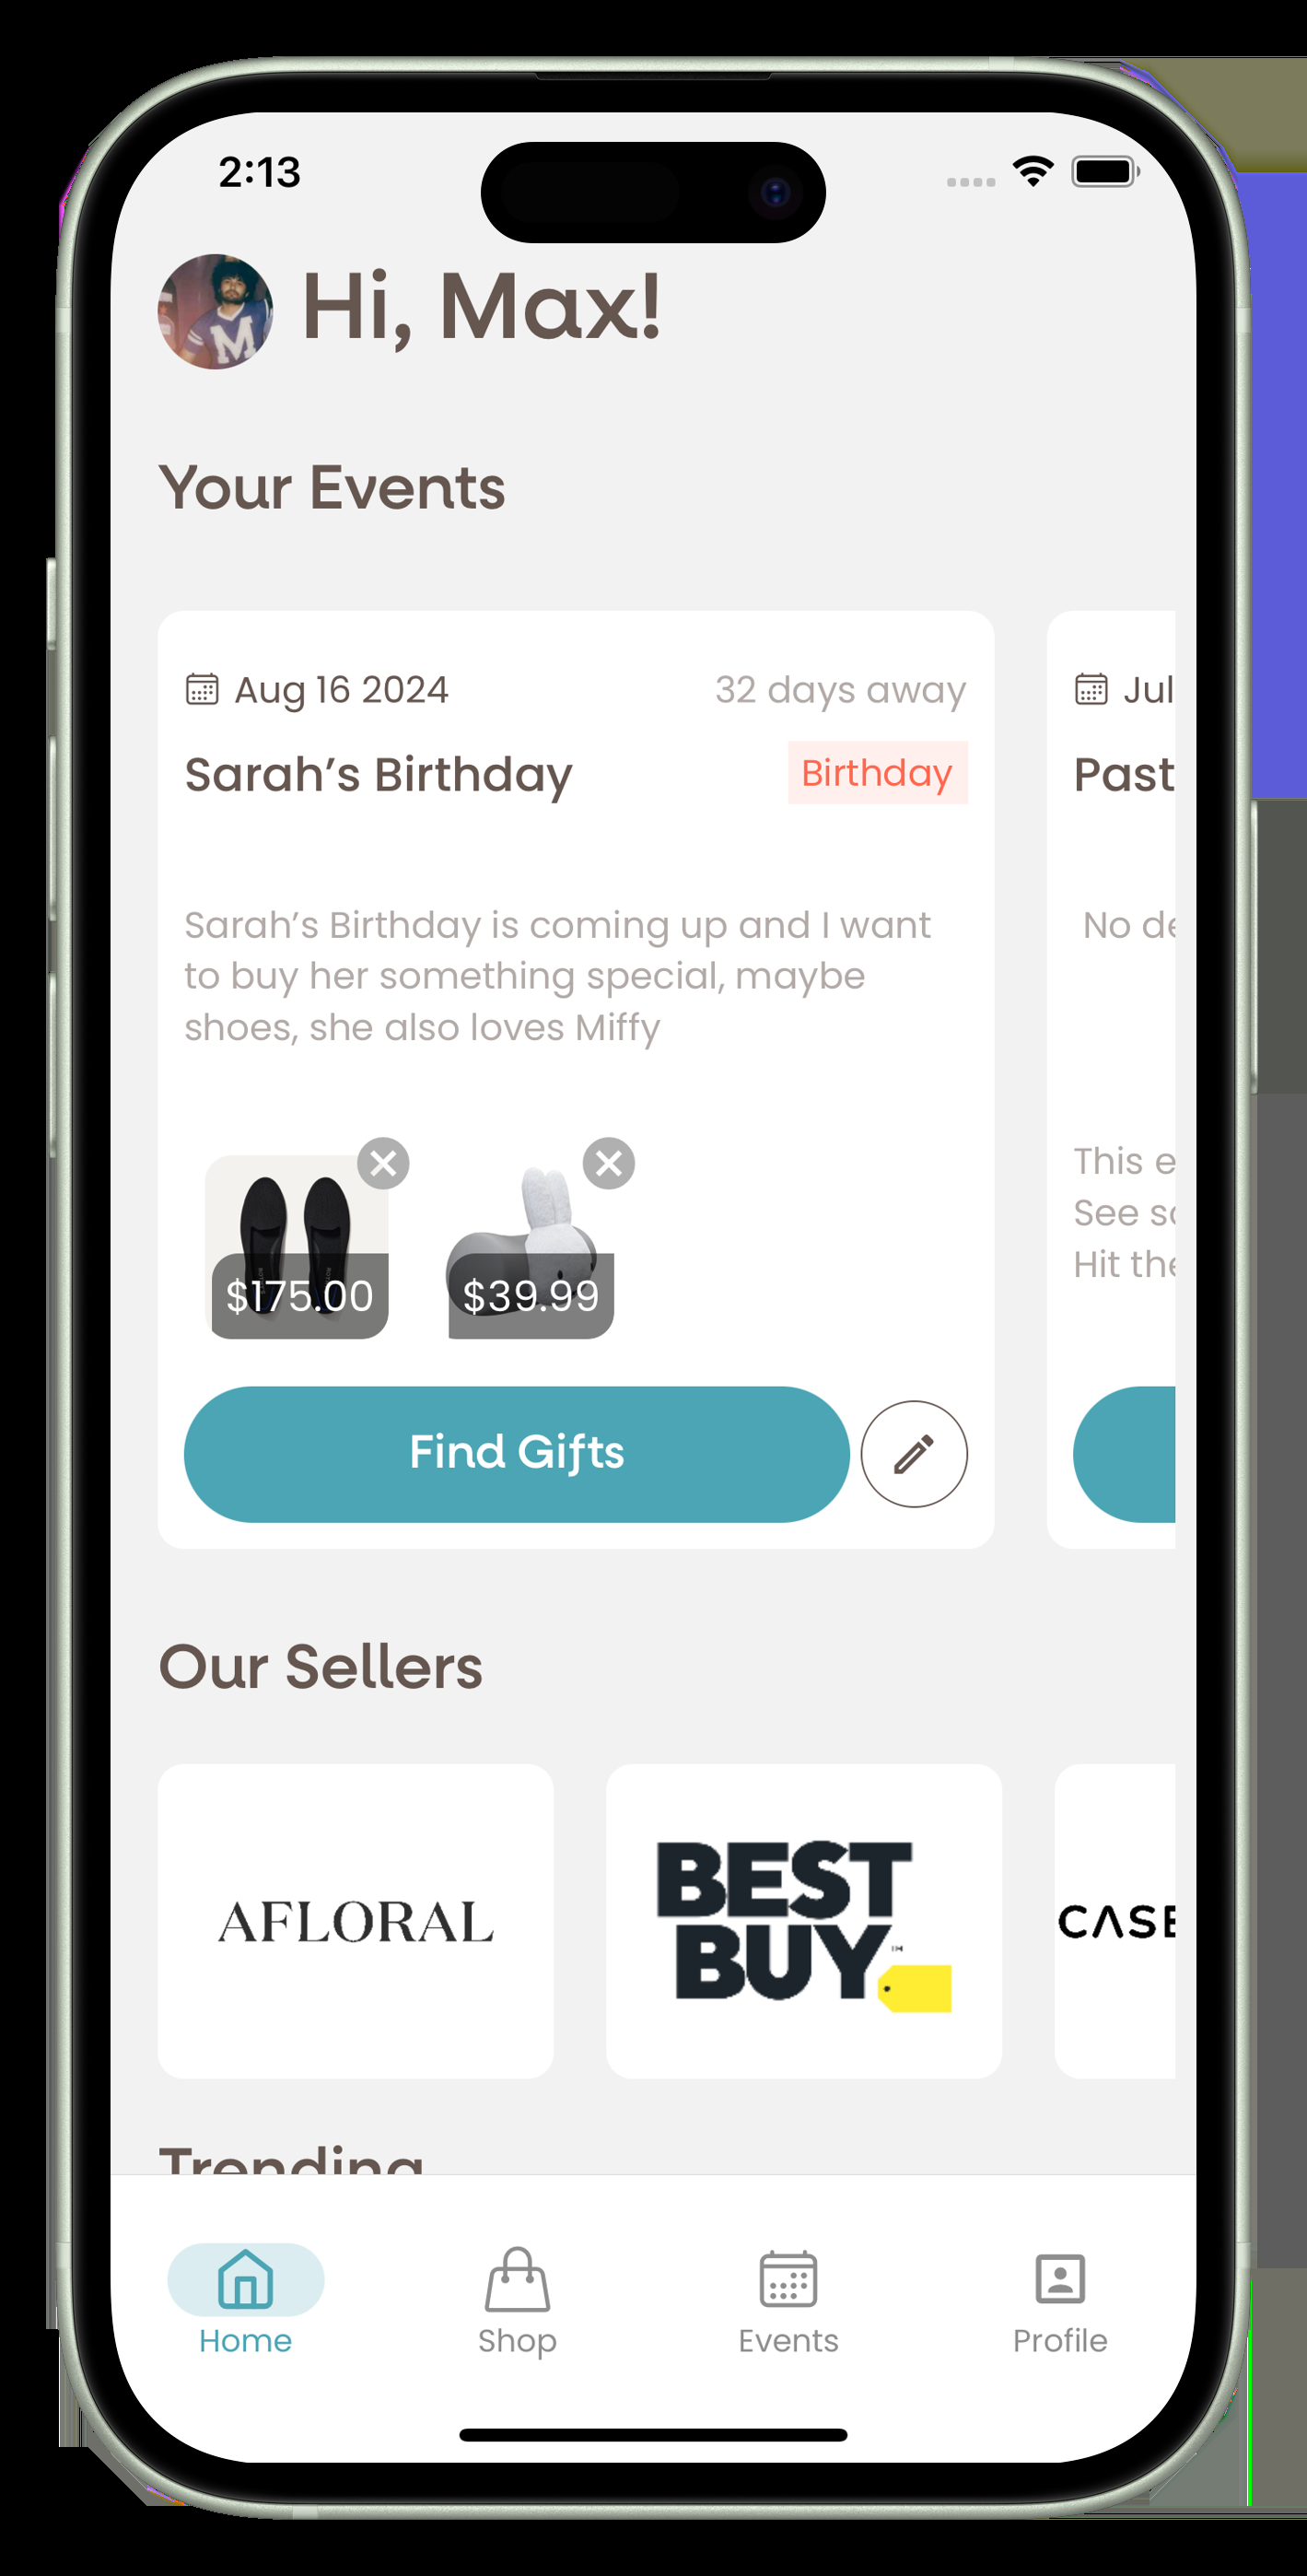 2:13
Hi, Max!
Your Events
Aug 16 2024
32 days away
Sarah’s Birthday
Birthday
Sarah’s Birthday is coming up and I want
to buy her something special, maybe
shoes, she also loves Miffy
$175.00
$39.99
Find Gifts
Jul
Past
No de
This e
See so
Hit the
Our Sellers
AFLORAL
BEST
BUY
CASE
Trending
Home
Shop
Events
Profile